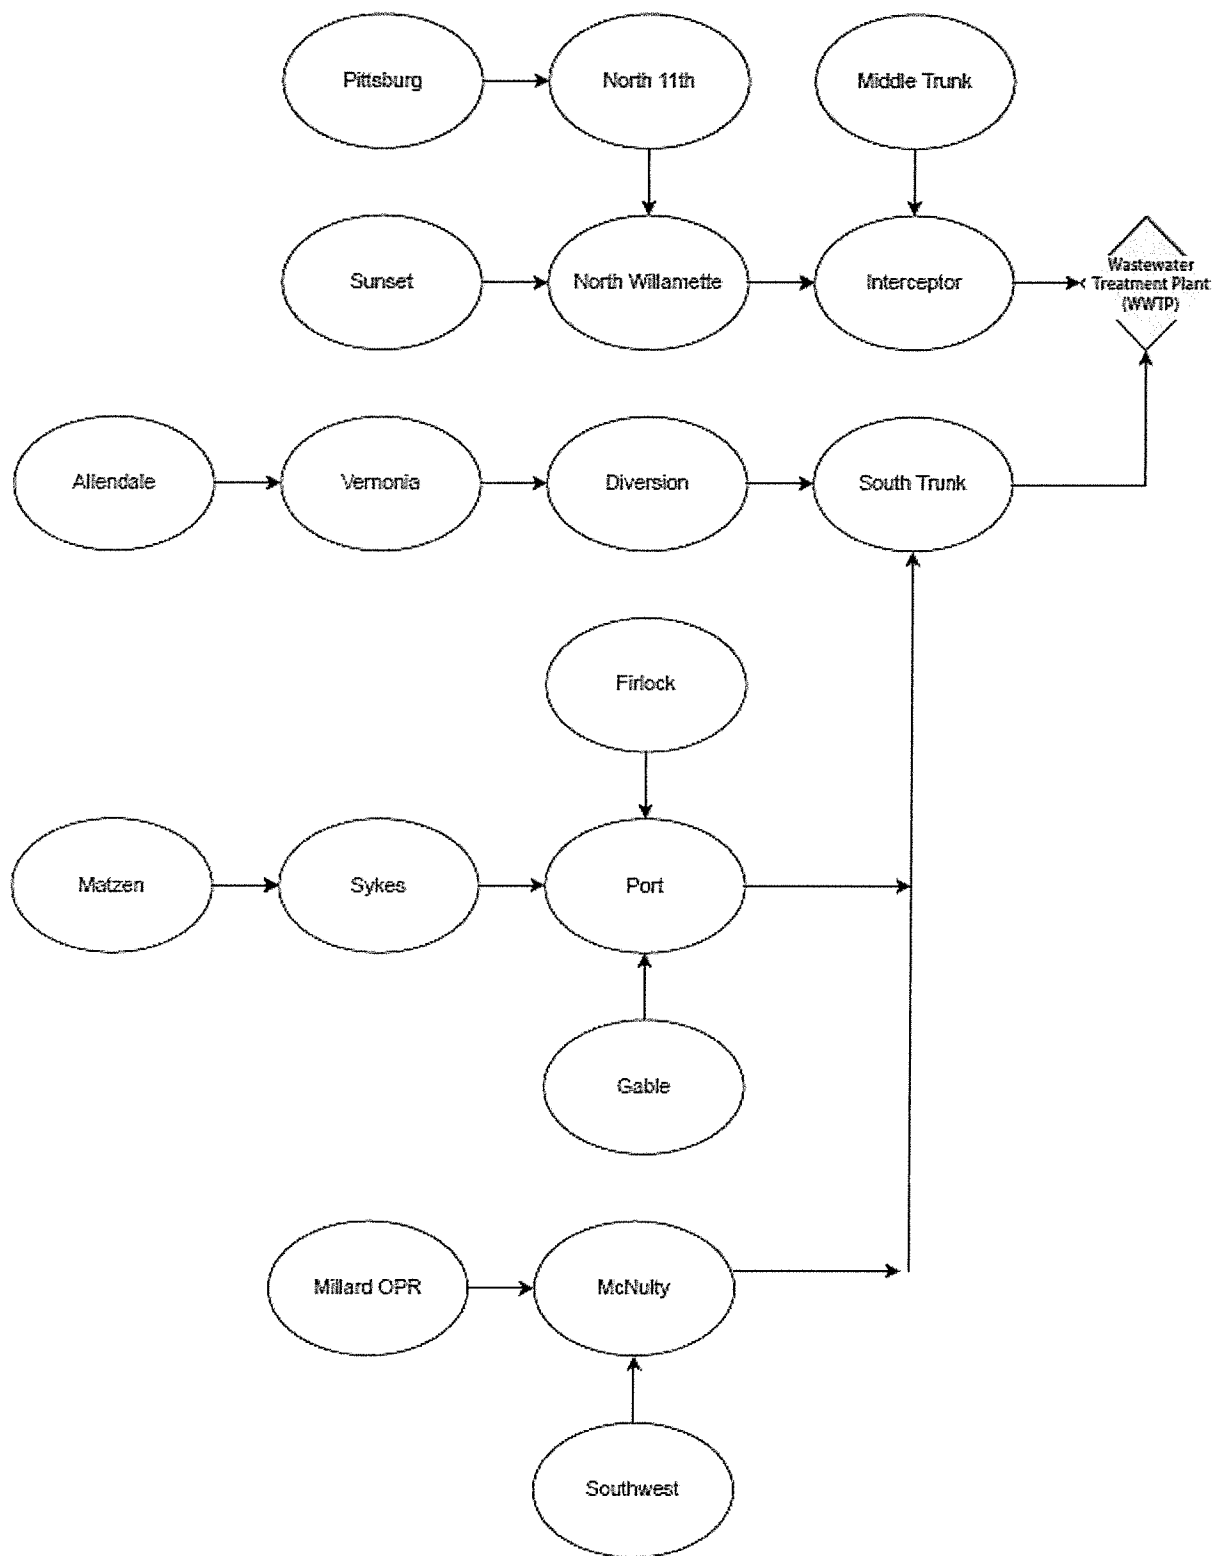 Pittsburg
North 11th
Middle Trunk
Sunset
North Willamette
Interceptor
Wastewater
Treatment Plant
(WWTP)
Allendale
Vernonia
Diversion
South Trunk
Firlock
Matzen
Sykes
Port
Gable
Millard OPR
McNulty
Southwest